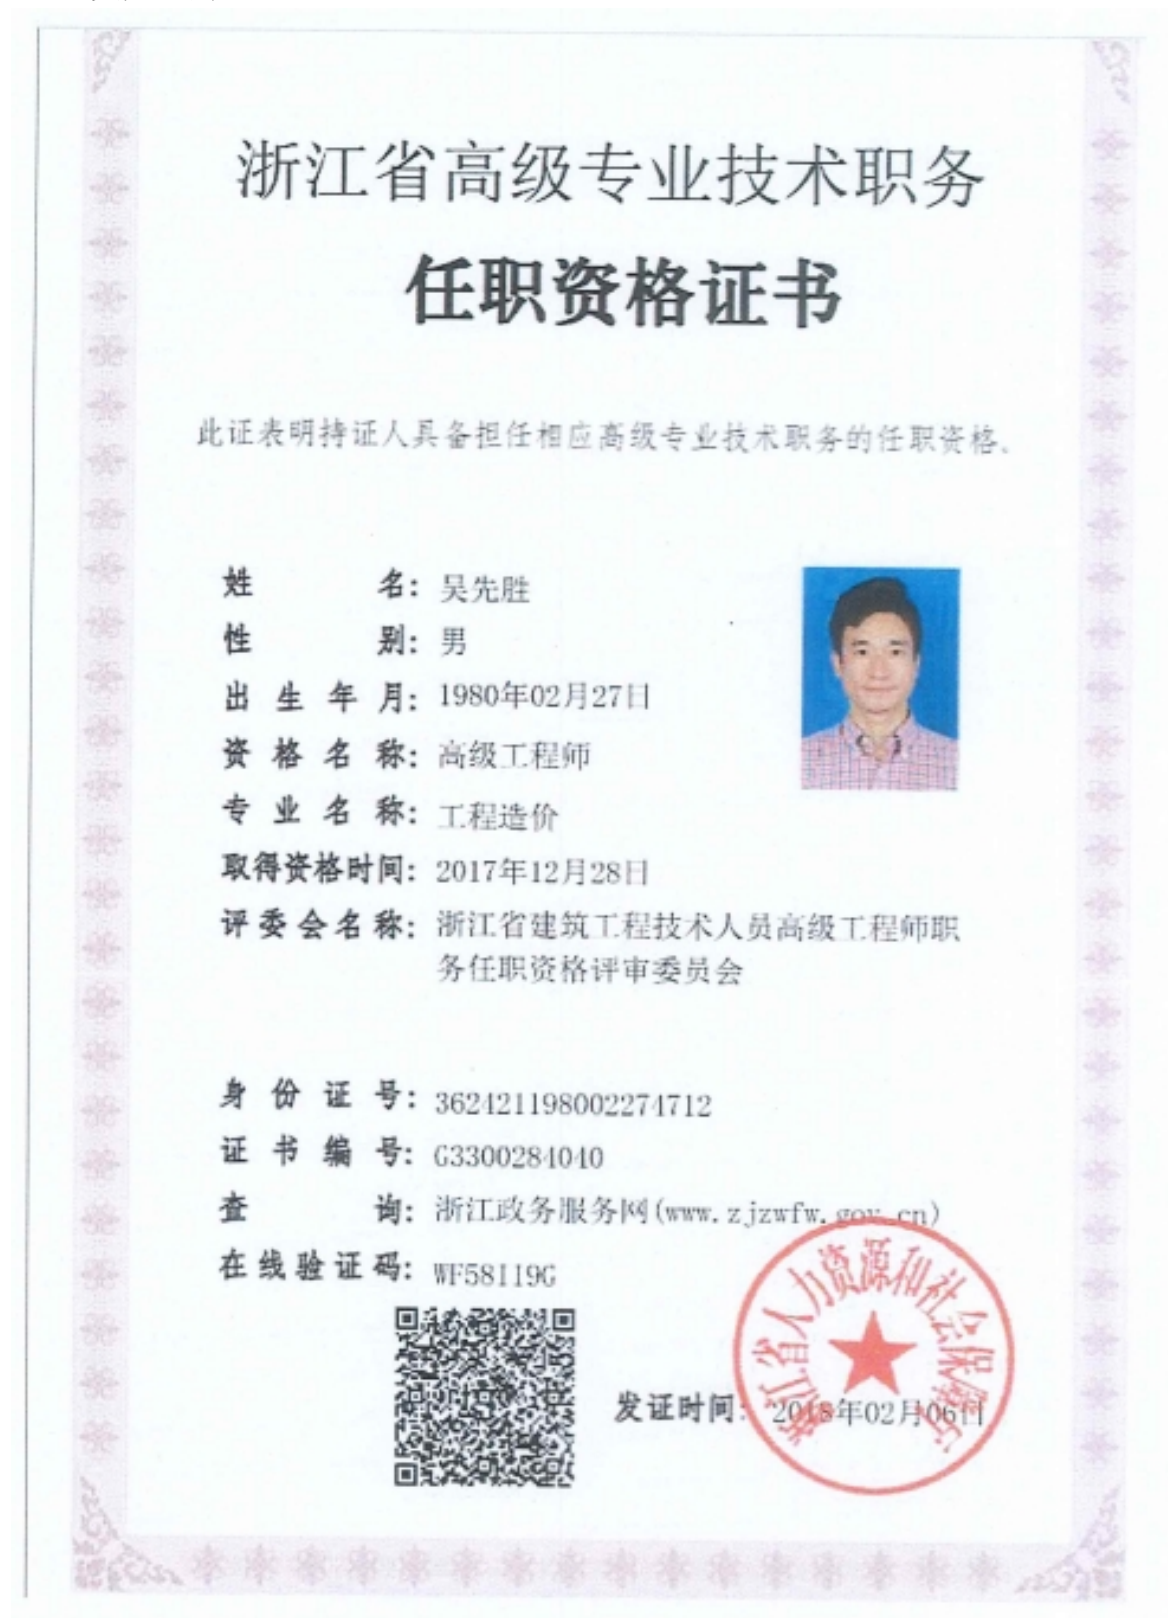 浙江省高级专业技术职务
任职资格证书
此证表明持证人具备担任相应高级专业技术职务的任职资格。
姓名：吴先胜
性别：男
出生年月：1980年02月27日
资格名称：高级工程师
专业名称：工程造价
取得资格时间：2017年12月28日
评委会名称：浙江省建筑工程技术人员高级工程师职
务任职资格评审委员会
身份证号：362421198002274712
证书编号：G3300284040
查询：浙江政务服务网(www.zjzwfw.gov.cn)
在线验证码：WF58I19G
浙江省人力资源和社会保障厅
发证时间：2018年02月06日